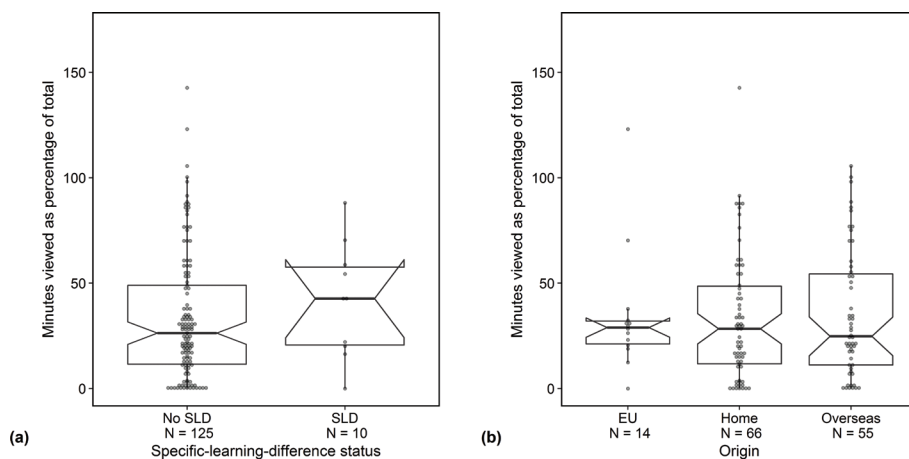 Minutes viewed as percentage of total
150
100
50
0
No SLD
N = 125
SLD
N = 10
Specific-learning-difference status
(a)
Minutes viewed as percentage of total
150
100
50
0
EU
N = 14
Home
N = 66
Overseas
N = 55
Origin
(b)